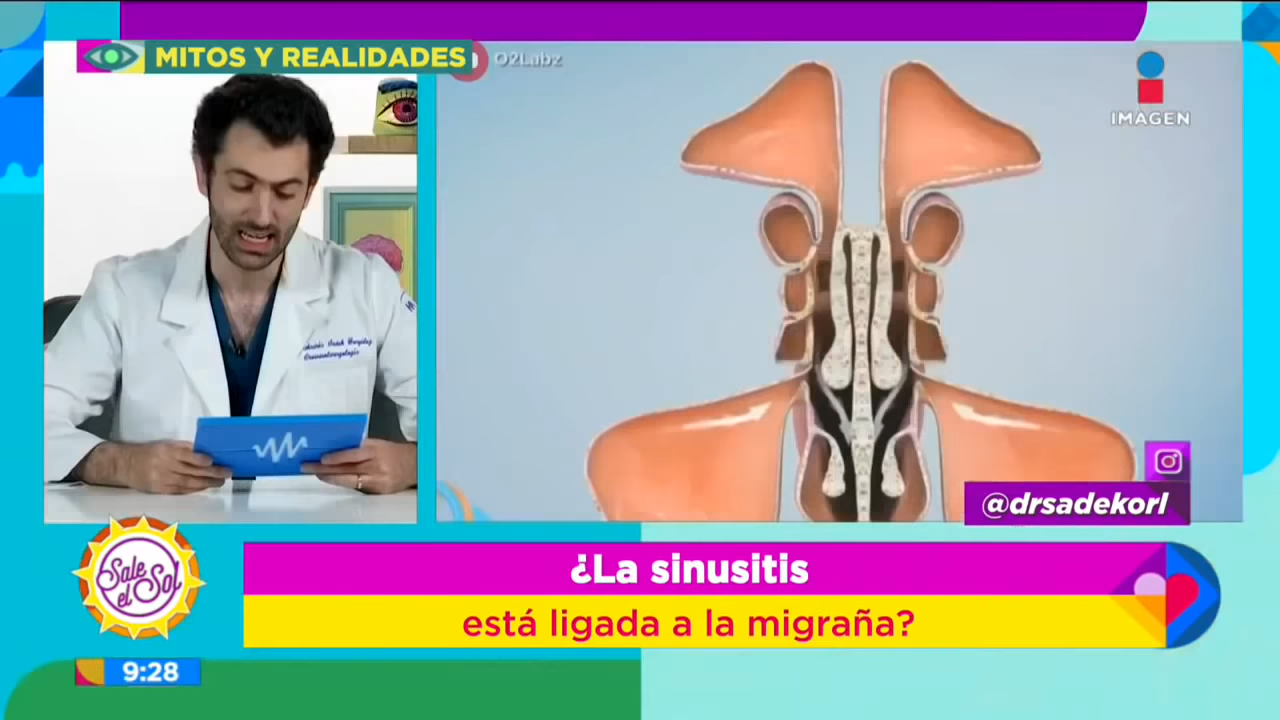 MITOS Y REALIDADES
O2Labz
IMAGEN
@drsadekorl
Sale el Sol
¿La sinusitis
está ligada a la migraña?
9:28